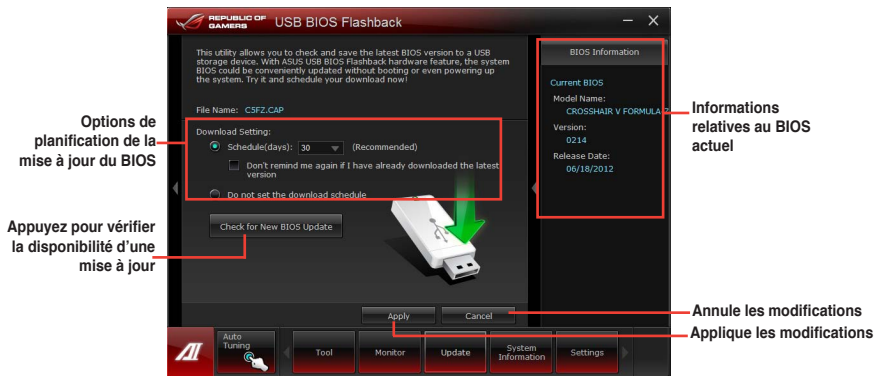 REPUBLIC OF
GAMERS
USB BIOS Flashback
This utility allows you to check and save the latest BIOS version to a USB
storage device. With ASUS USB BIOS Flashback hardware feature, the system
BIOS could be conveniently updated without booting or even powering up
the system. Try it and schedule your download now!
File Name: C5FZ.CAP
Download Setting:
Schedule(days): 30 (Recommended)
Don't remind me again if I have already downloaded the latest
version
Do not set the download schedule
Check for New BIOS Update
Apply
Cancel
BIOS Information
Current BIOS
Model Name:
CROSSHAIR V FORMULA-Z
Version:
0214
Release Date:
06/18/2012
Options de
planification de la
mise à jour du BIOS
Appuyez pour vérifier
la disponibilité d'une
mise à jour
Informations
relatives au BIOS
actuel
Annule les modifications
Applique les modifications
AI
Auto
Tuning
Tool
Monitor
Update
System
Information
Settings